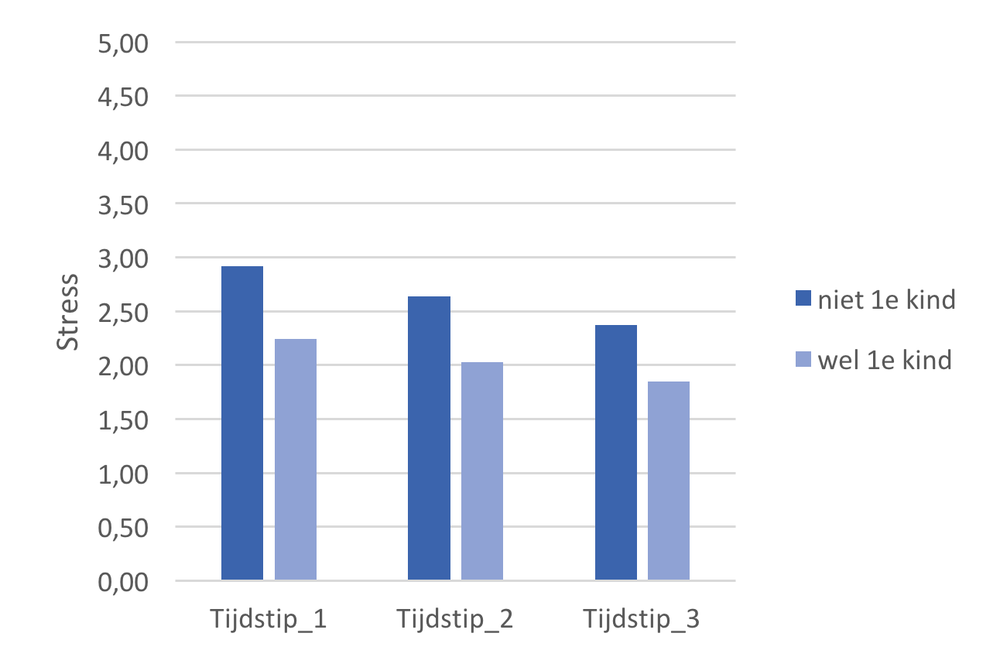 5,00
4,50
4,00
3,50
3,00
2,50
2,00
1,50
1,00
0,50
0,00
Stress
Tijdstip_1
Tijdstip_2
Tijdstip_3
niet 1e kind
wel 1e kind